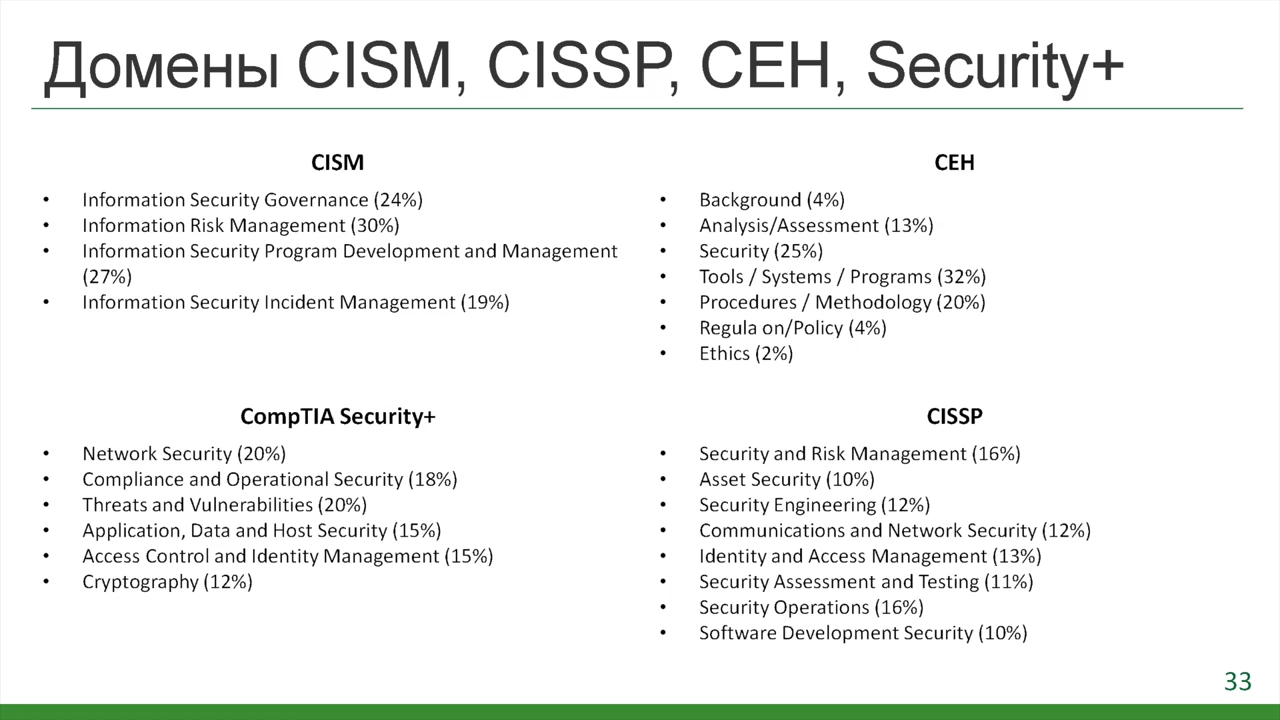 Домены CISM, CISSP, CEH, Security+
CISM
• Information Security Governance (24%)
• Information Risk Management (30%)
• Information Security Program Development and Management
(27%)
• Information Security Incident Management (19%)
CEH
• Background (4%)
• Analysis/Assessment (13%)
• Security (25%)
• Tools / Systems / Programs (32%)
• Procedures / Methodology (20%)
• Regula on/Policy (4%)
• Ethics (2%)
CompTIA Security+
• Network Security (20%)
• Compliance and Operational Security (18%)
• Threats and Vulnerabilities (20%)
• Application, Data and Host Security (15%)
• Access Control and Identity Management (15%)
• Cryptography (12%)
CISSP
• Security and Risk Management (16%)
• Asset Security (10%)
• Security Engineering (12%)
• Communications and Network Security (12%)
• Identity and Access Management (13%)
• Security Assessment and Testing (11%)
• Security Operations (16%)
• Software Development Security (10%)
33